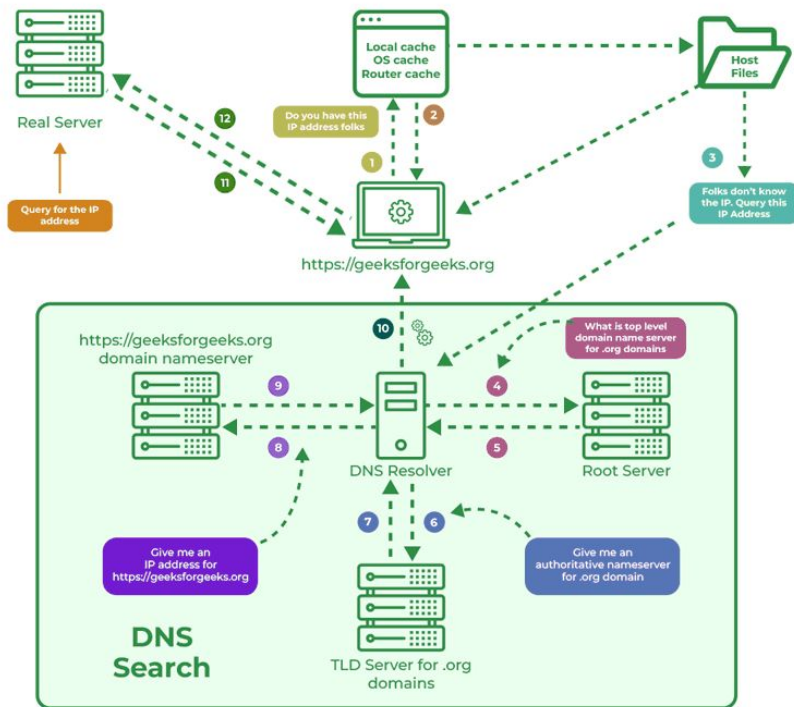 Local cache
OS cache
Router cache
Host
Files
Real Server
12
Do you have this
IP address folks
2
1
3
11
Query for the IP
address
Folks don't know
the IP. Query this
IP Address
https://geeksforgeeks.org
10
What is top level
domain name server
for .org domains
https://geeksforgeeks.org
domain nameserver
9
4
8
5
DNS Resolver
Root Server
7
6
Give me an
IP address for
https://geeksforgeeks.org
Give me an
authoritative nameserver
for .org domain
DNS
Search
TLD Server for .org
domains